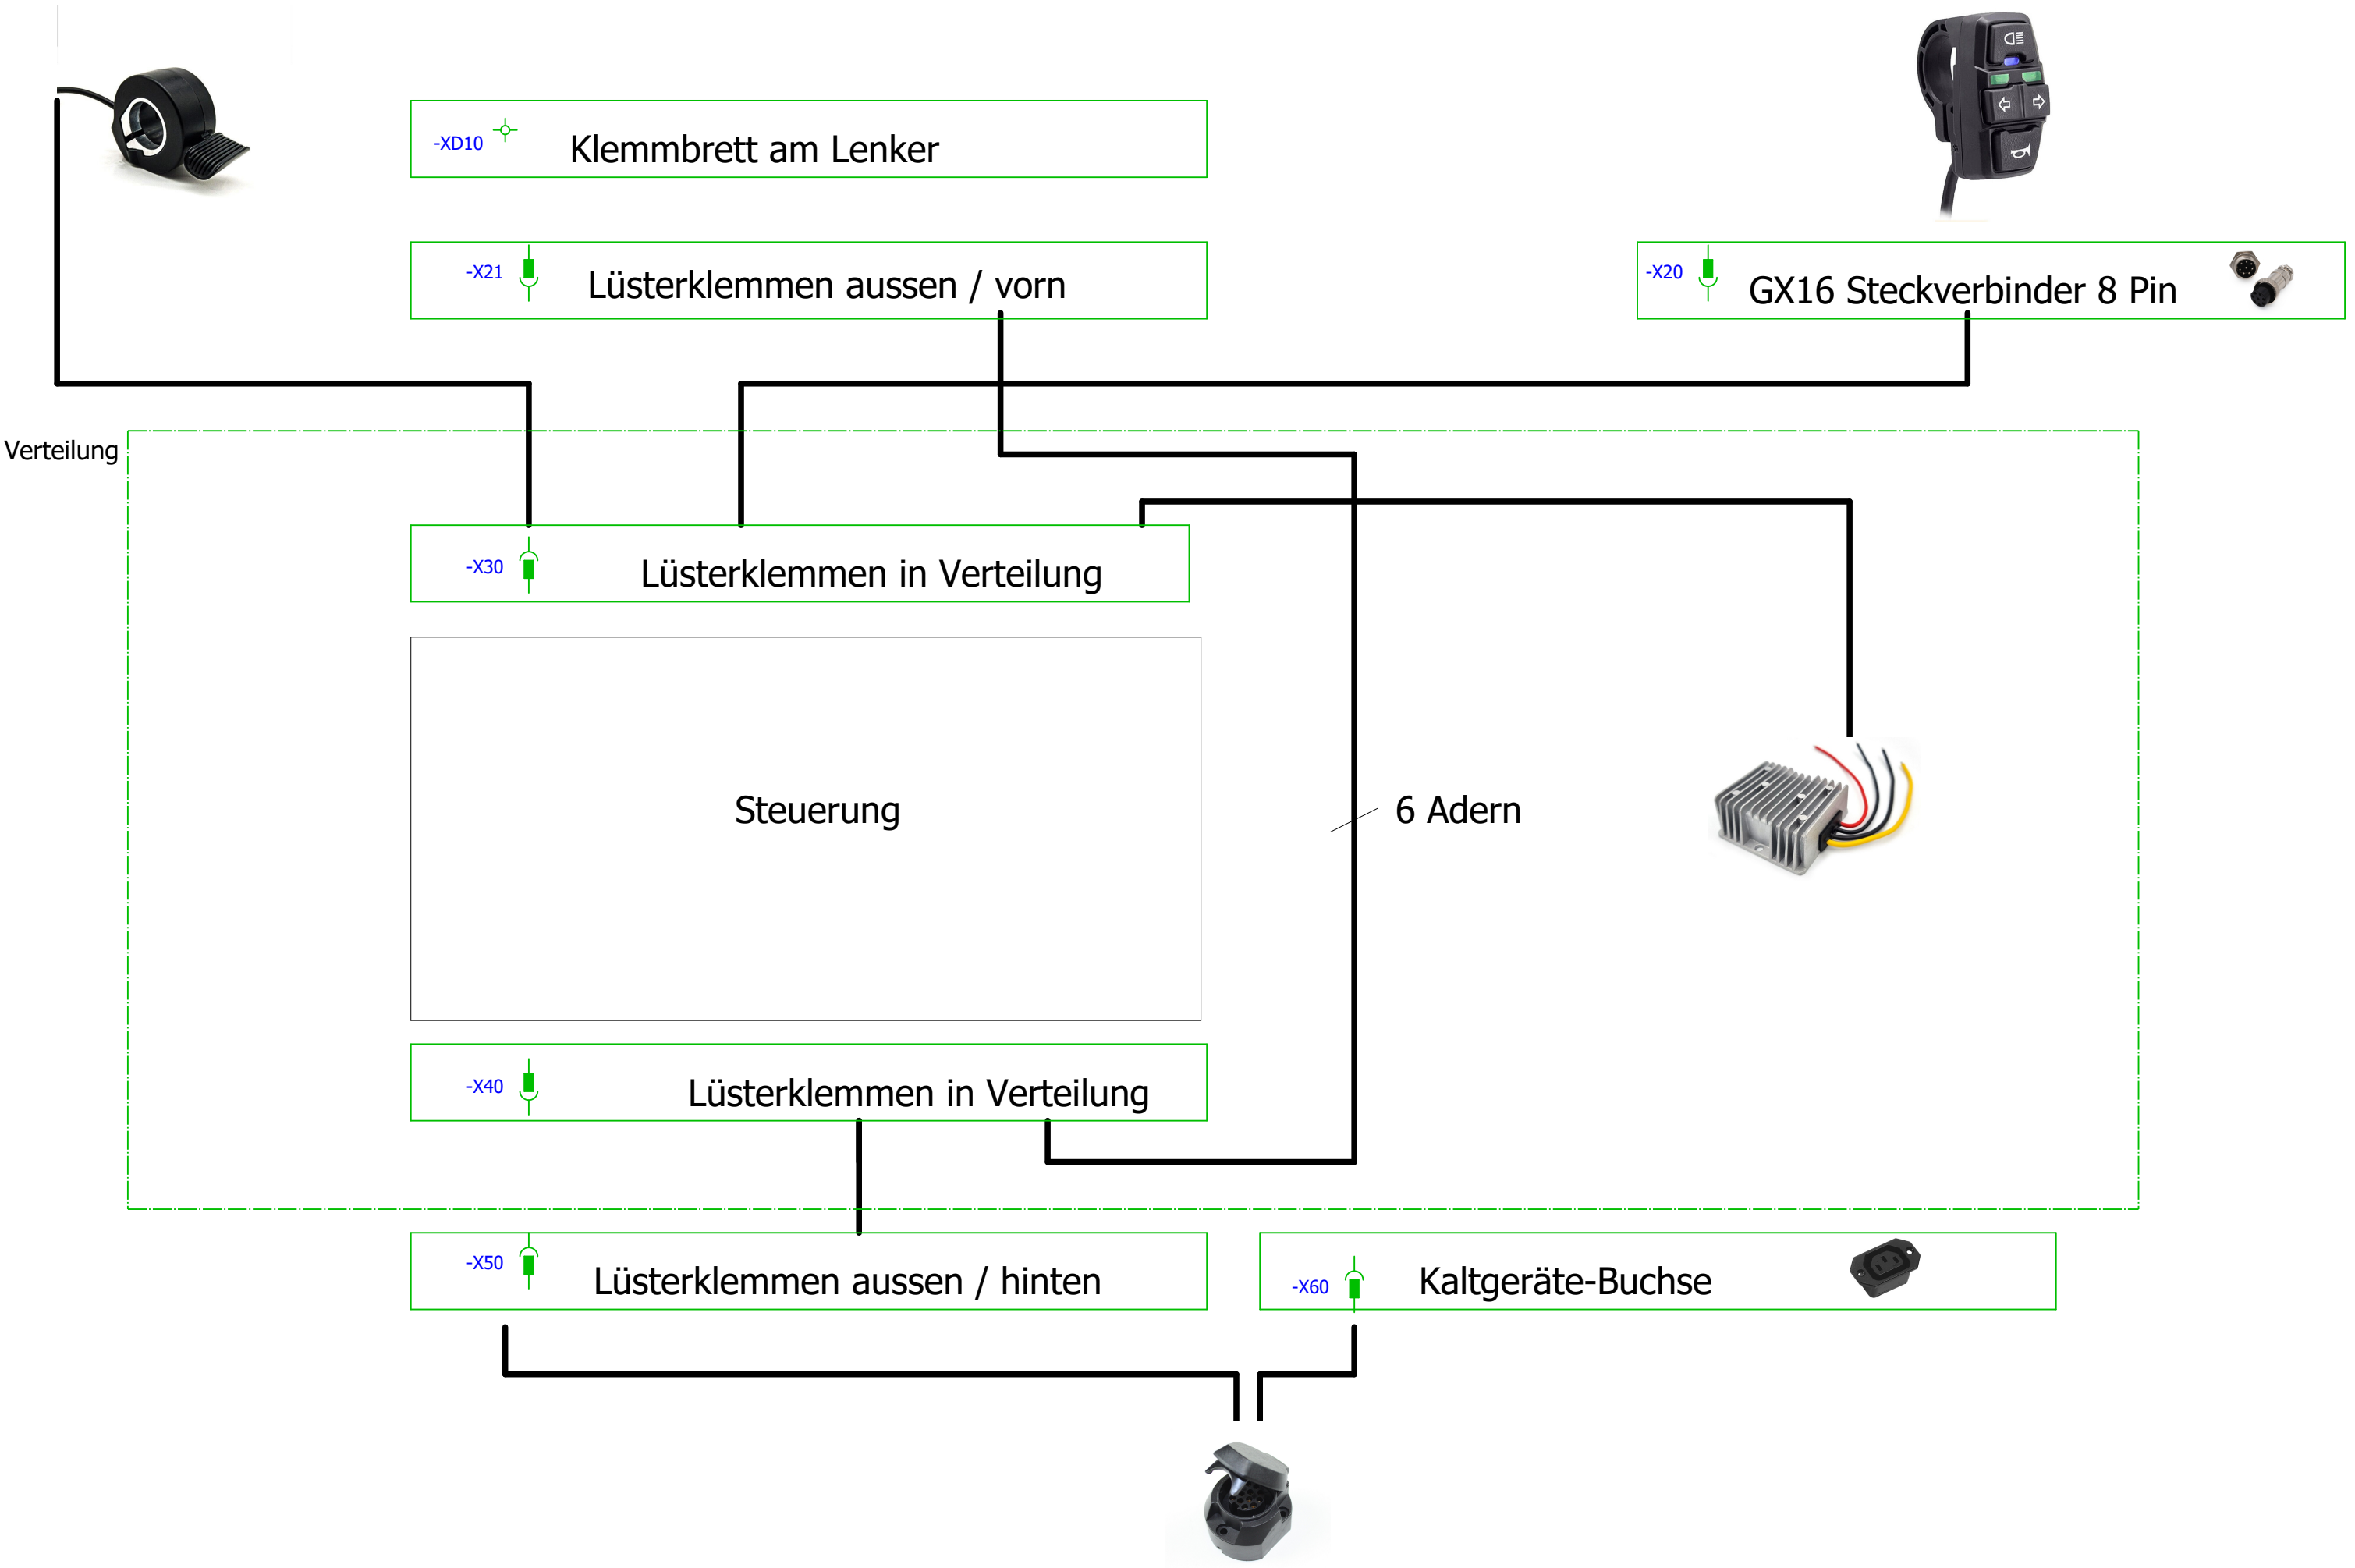 -XD10 Klemmbrett am Lenker
-X21 Lüsterklemmen aussen / vorn
-X20 GX16 Steckverbinder 8 Pin
Verteilung
-X30 Lüsterklemmen in Verteilung
Steuerung
6 Adern
-X40 Lüsterklemmen in Verteilung
-X50 Lüsterklemmen aussen / hinten
-X60 Kaltgeräte-Buchse